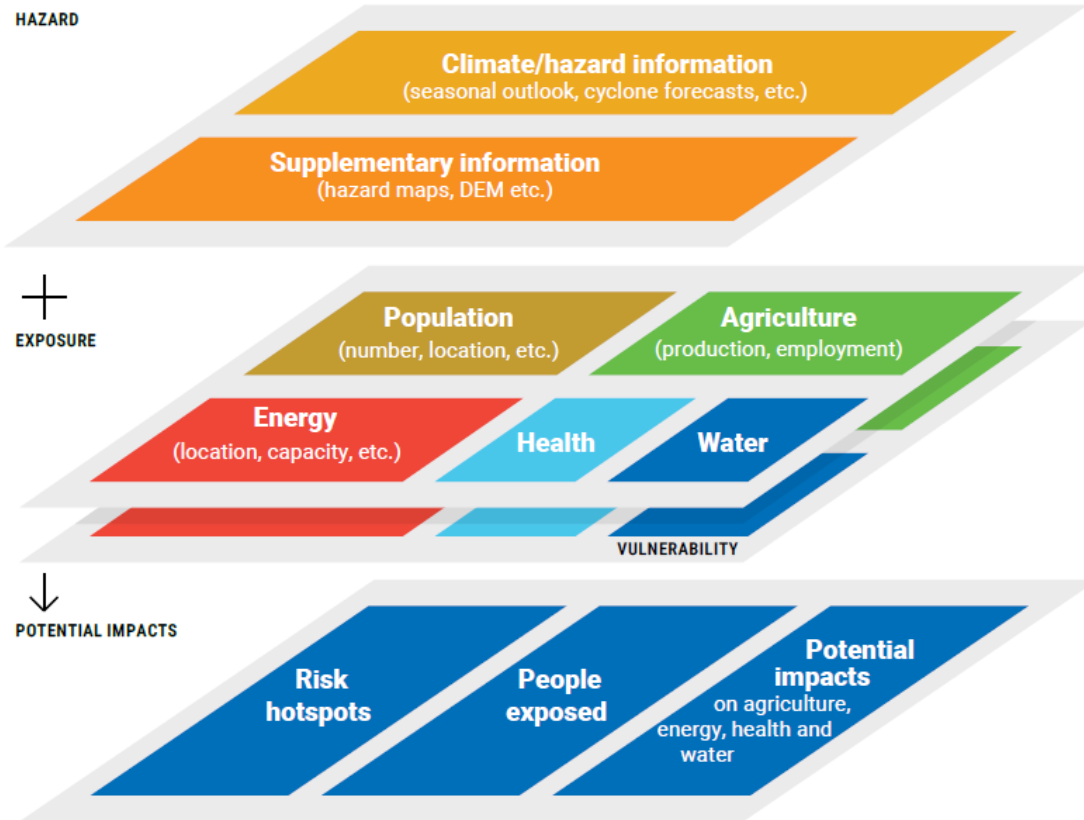 HAZARD
Climate/hazard information
(seasonal outlook, cyclone forecasts, etc.)
Supplementary information
(hazard maps, DEM etc.)
EXPOSURE
Population
(number, location, etc.)
Agriculture
(production, employment)
Energy
(location, capacity, etc.)
Health
Water
VULNERABILITY
POTENTIAL IMPACTS
Risk
hotspots
People
exposed
Potential
impacts
on agriculture,
energy, health and
water